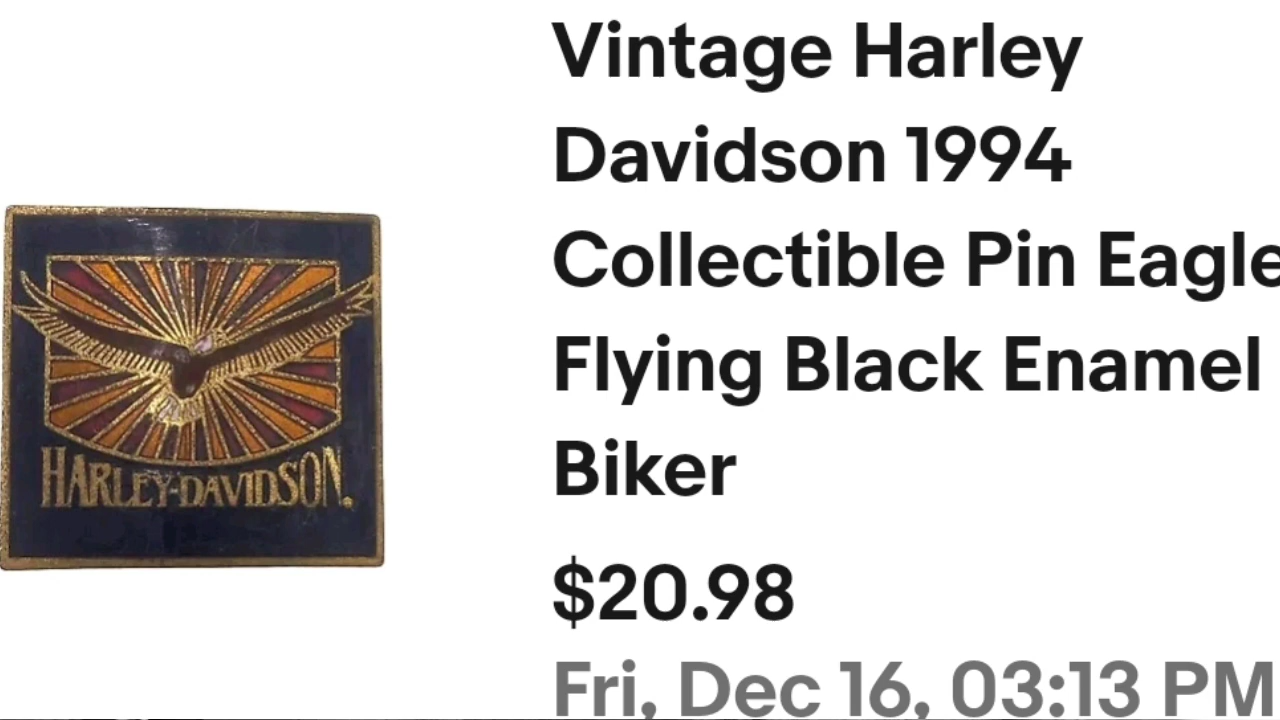 HARLEY-DAVIDSON.
Vintage Harley
Davidson 1994
Collectible Pin Eagle
Flying Black Enamel
Biker
$20.98
Fri, Dec 16, 03:13 PM